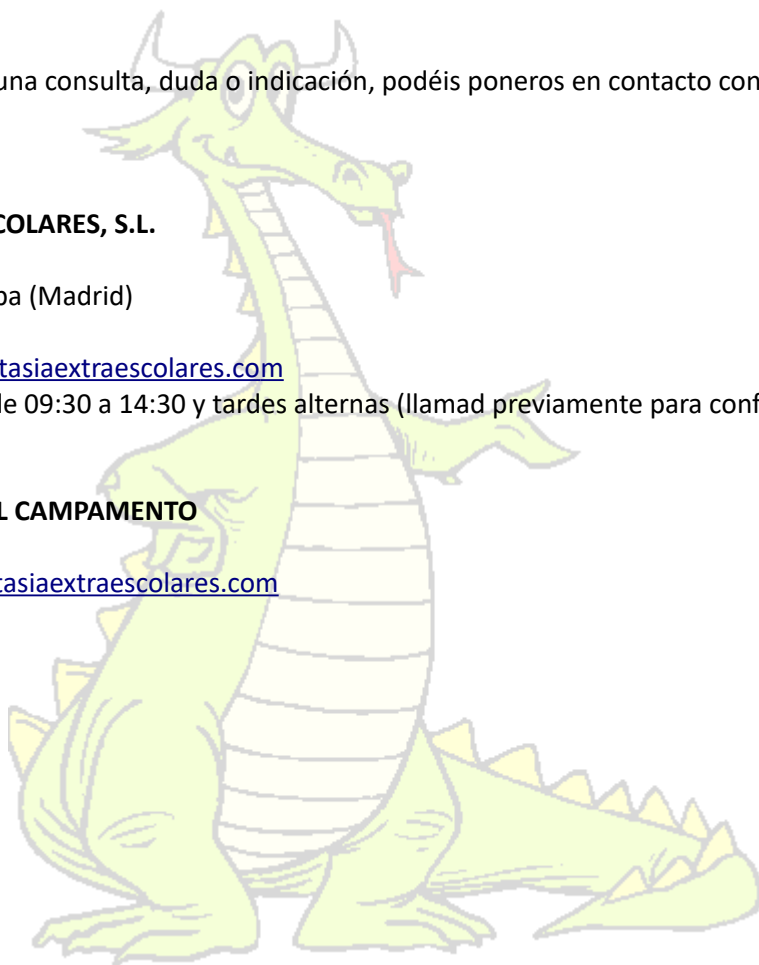 una consulta, duda o indicación, podéis poneros en contacto con
COLARES, S.L.
ba (Madrid)
tasiaextraescolares.com
de 09:30 a 14:30 y tardes alternas (llamad previamente para conf
L CAMPAMENTO
tasiaextraescolares.com